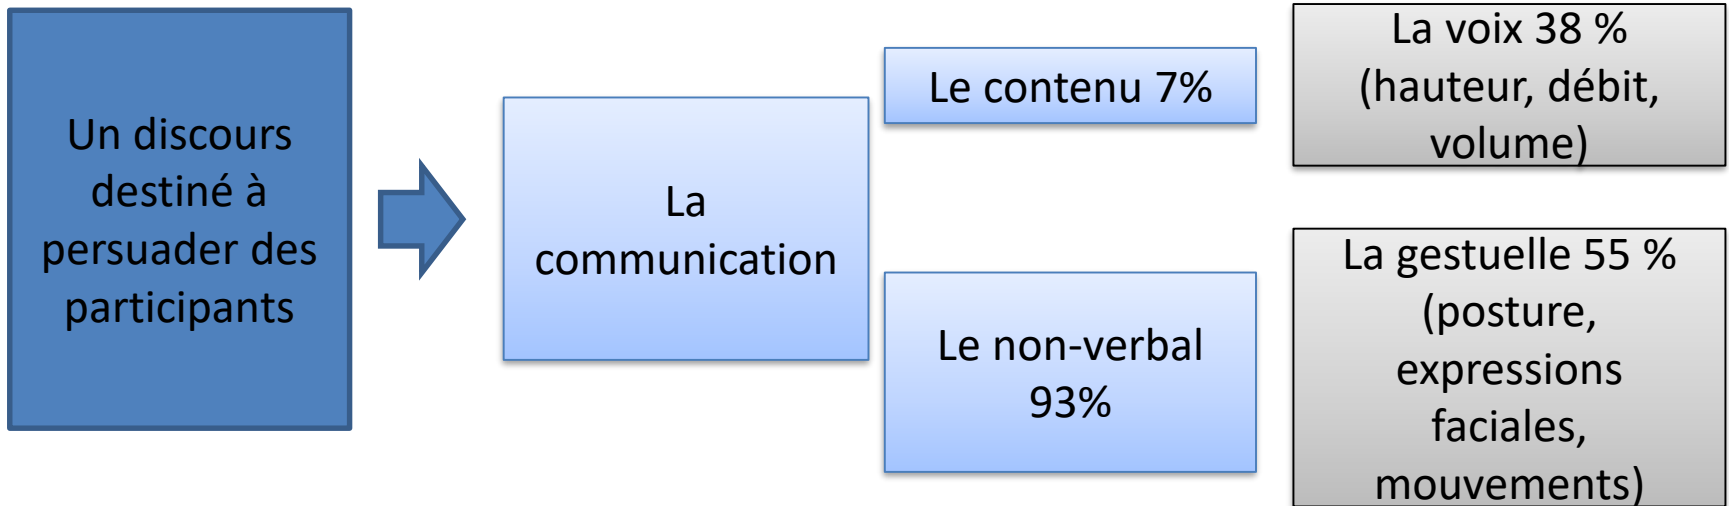 Un discours
destiné à
persuader des
participants
La
communication
Le contenu 7%
Le non-verbal
93%
La voix 38 %
(hauteur, débit,
volume)
La gestuelle 55 %
(posture,
expressions
faciales,
mouvements)